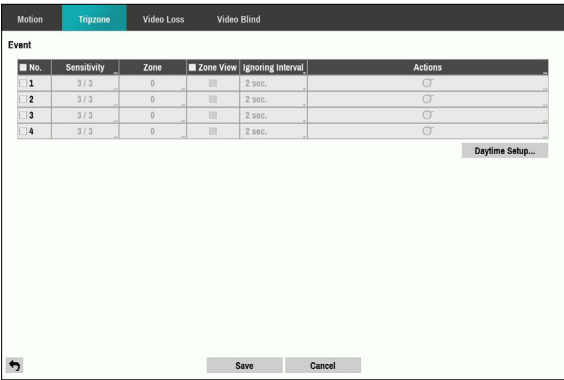 Motion Tripzone Video Loss Video Blind
Event
No. Sensitivity Zone Zone View Ignoring Interval Actions
1 3 / 3 0 2 sec.
2 3 / 3 0 2 sec.
3 3 / 3 0 2 sec.
4 3 / 3 0 2 sec.
Daytime Setup...
Save Cancel